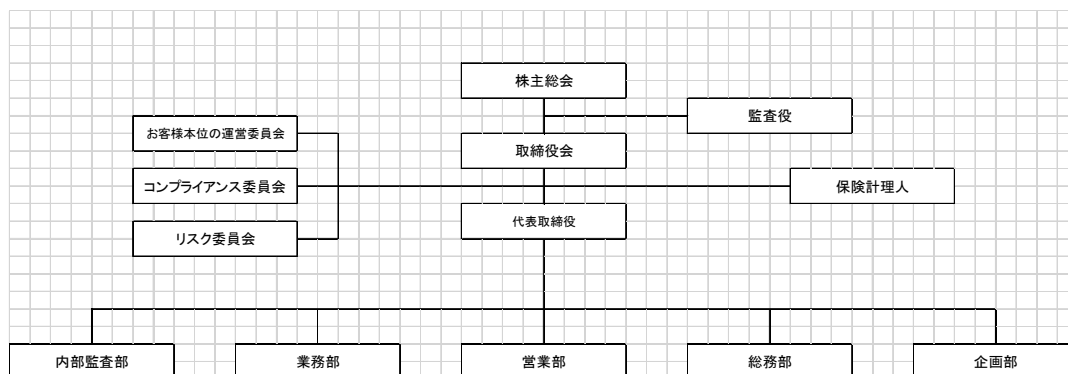 株主総会
監査役
お客様本位の運営委員会
取締役会
コンプライアンス委員会
保険計理人
代表取締役
リスク委員会
内部監査部
業務部
営業部
総務部
企画部